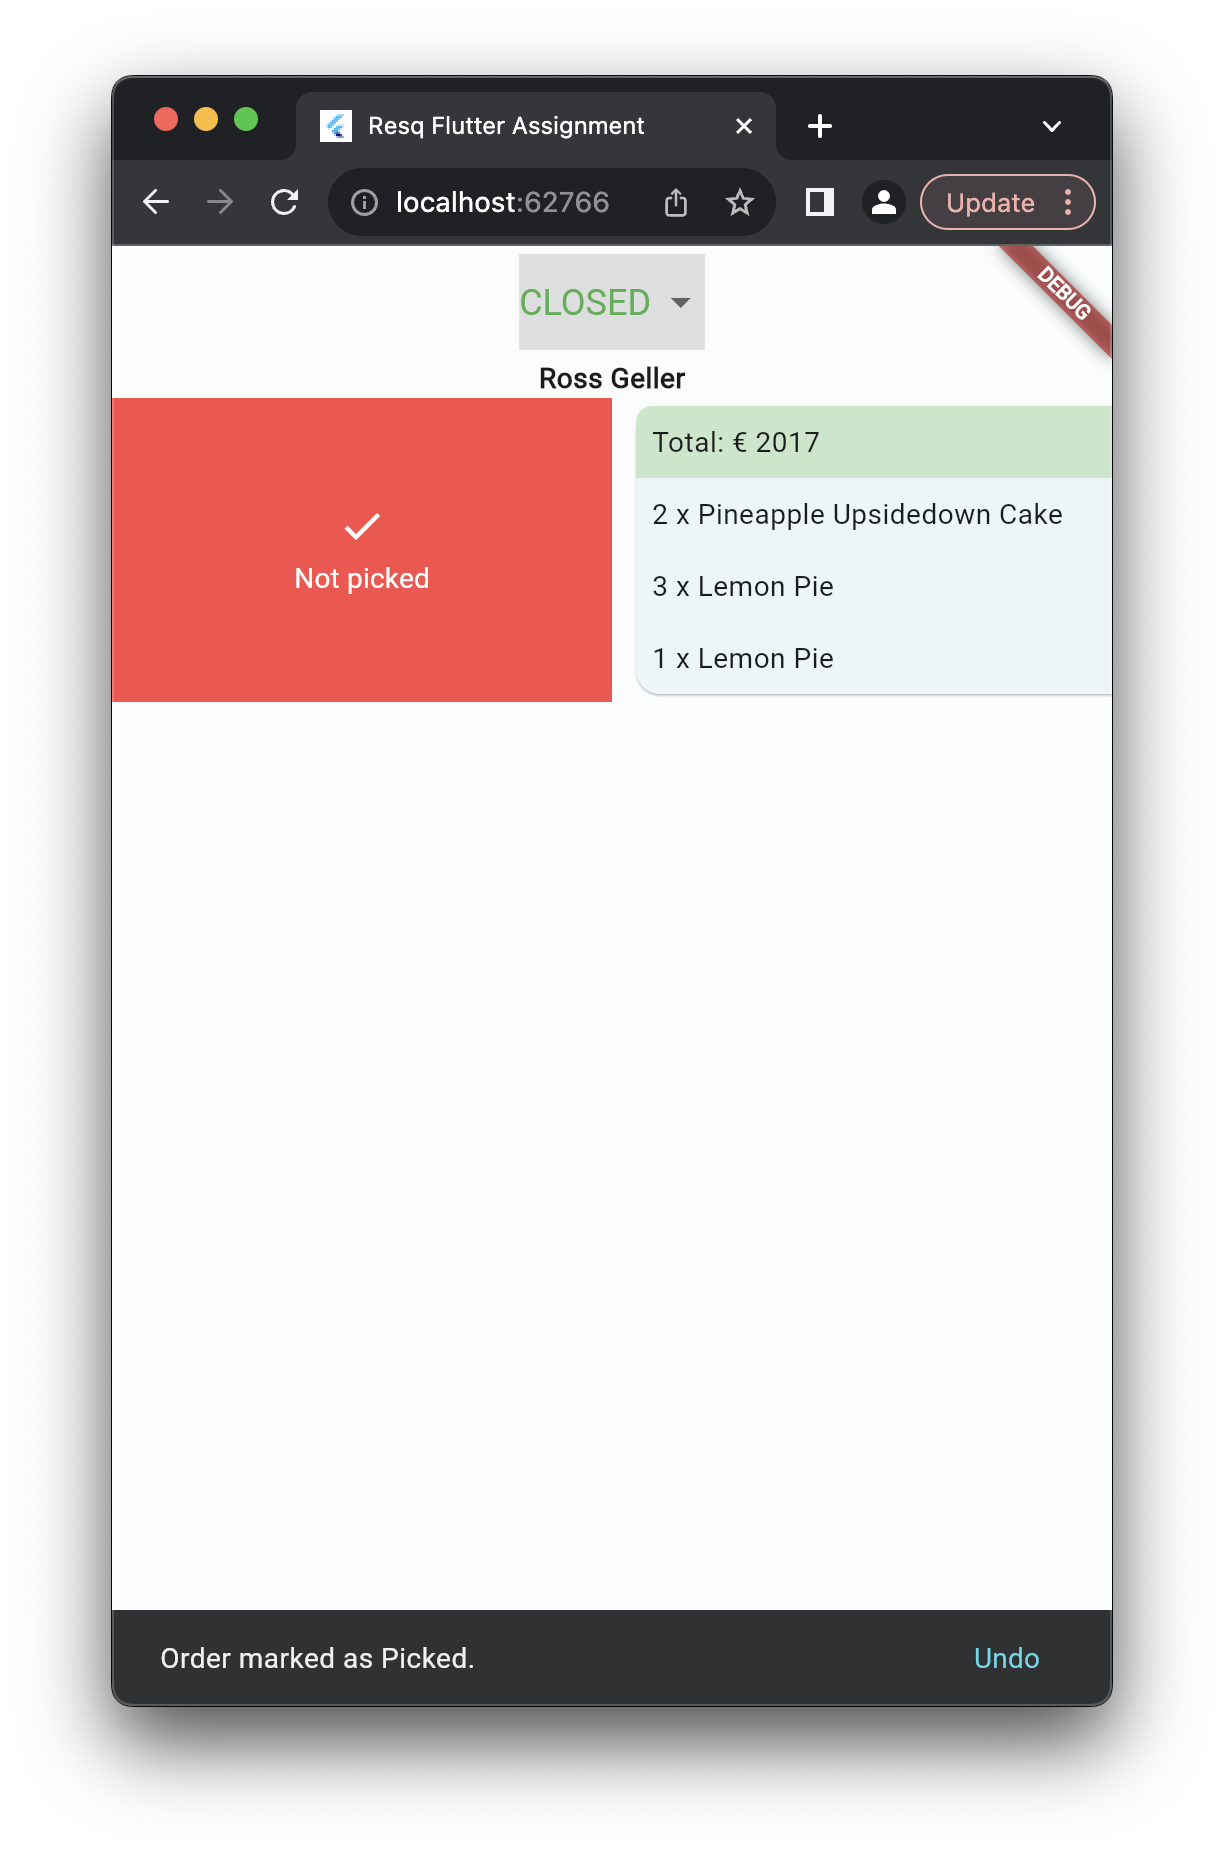 Resq Flutter Assignment
localhost:62766
Update
CLOSED
DEBUG
Ross Geller
Not picked
Total: € 2017
2 x Pineapple Upsidedown Cake
3 x Lemon Pie
1 x Lemon Pie
Order marked as Picked.
Undo